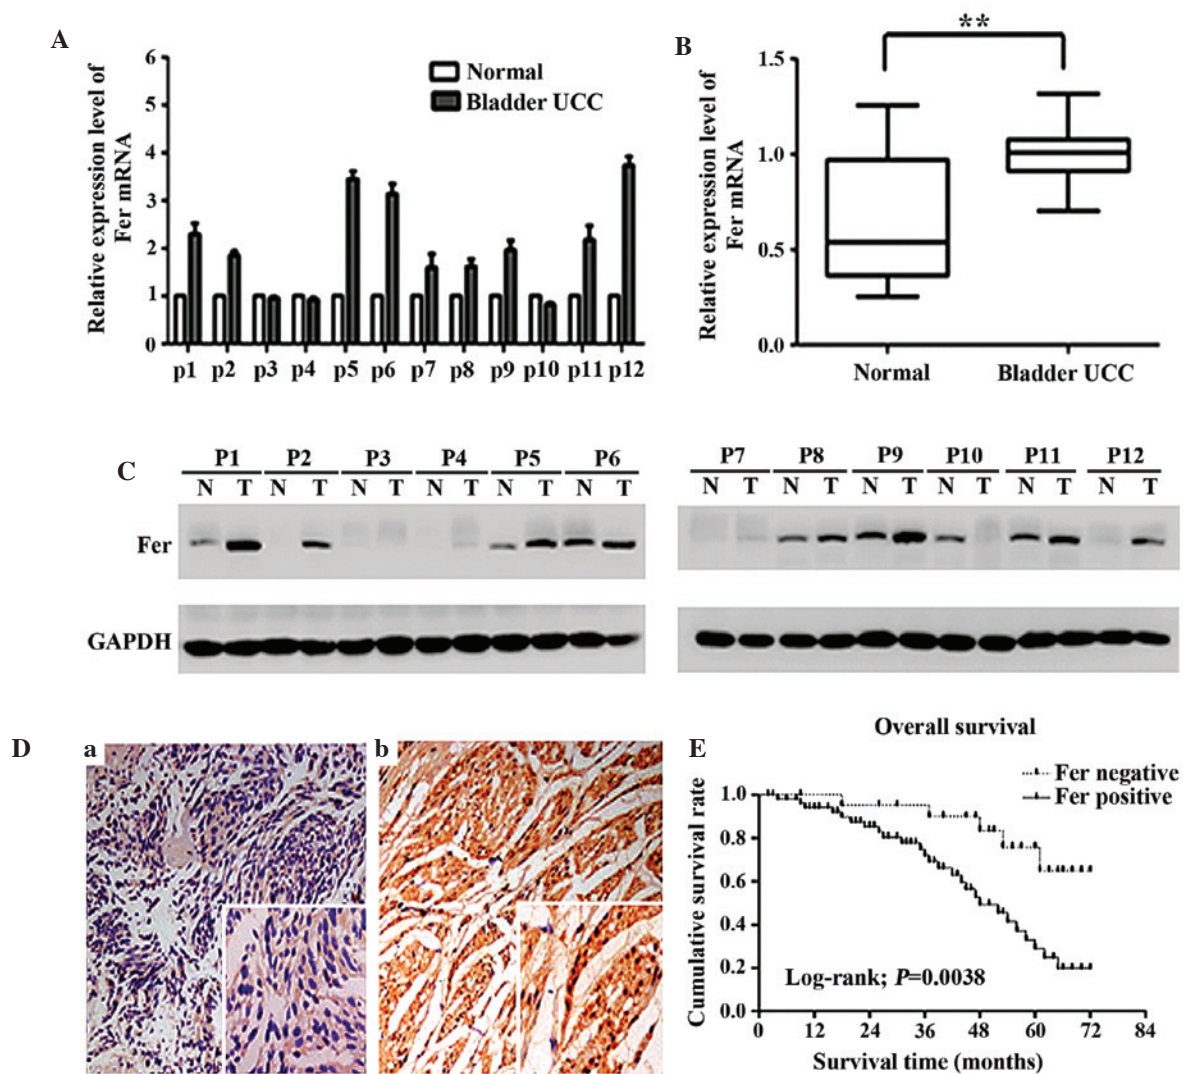 A
Relative expression level of
Fer mRNA
6
5
4
3
2
1
0
Normal
Bladder UCC
p1 p2 p3 p4 p5 p6 p7 p8 p9 p10 p11 p12
B
**
Relative expression level of
Fer mRNA
1.5
1.0
0.5
0.0
Normal Bladder UCC
C
P1 P2 P3 P4 P5 P6
N T N T N T N T N T N T
P7 P8 P9 P10 P11 P12
N T N T N T N T N T N T
Fer
GAPDH
D
a
b
E
Overall survival
Fer negative
Fer positive
Cumulative survival rate
1.0
0.8
0.6
0.4
0.2
0.0
Log-rank; P=0.0038
0 12 24 36 48 60 72 84
Survival time (months)